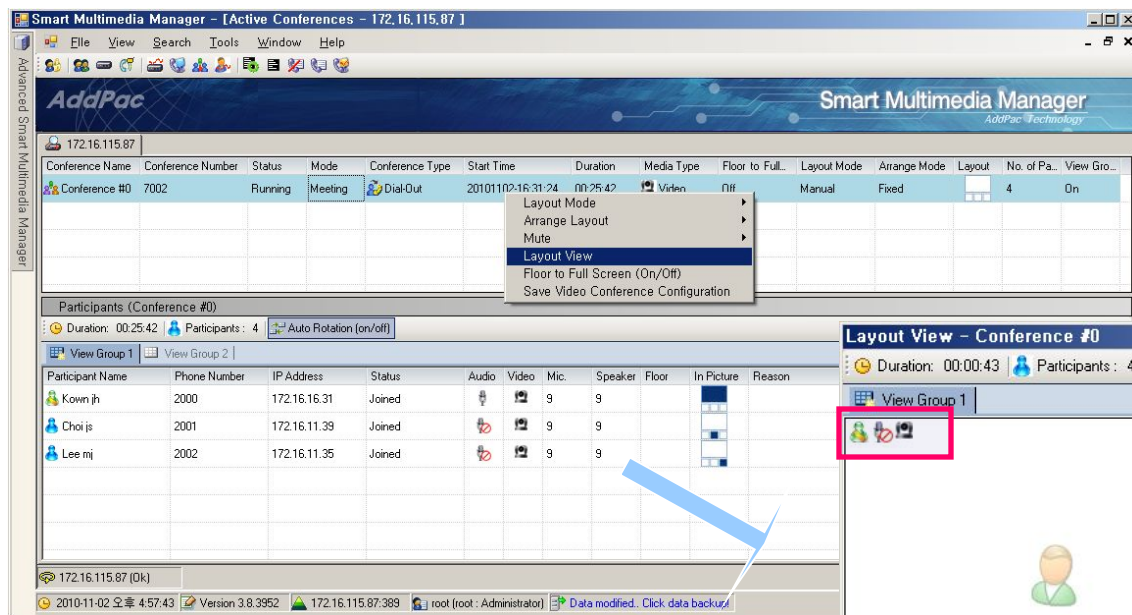 Smart Multimedia Manager - [Active Conferences - 172,16,115,87 ]
File View Search Tools Window Help
Advanced Smart Multimedia Manager
AddPac
Smart Multimedia Manager
AddPac Technology
172.16.115.87
Conference Name Conference Number Status Mode Conference Type Start Time Duration Media Type Floor to Full... Layout Mode Arrange Mode Layout No. of Pa... View Gro...
Conference #0 7002 Running Meeting Dial-Out 20101102-16:31:24 00:25:42 Video Off Manual Fixed 4 On
Layout Mode
Arrange Layout
Mute
Layout View
Floor to Full Screen (On/Off)
Save Video Conference Configuration
Participants (Conference #0)
Duration: 00:25:42 Participants : 4 Auto Rotation (on/off)
View Group 1 View Group 2
Participant Name Phone Number IP Address Status Audio Video Mic. Speaker Floor In Picture Reason
Kown jh 2000 172.16.16.31 Joined 9 9
Choi js 2001 172.16.11.39 Joined 9 9
Lee mj 2002 172.16.11.35 Joined 9 9
Layout View - Conference #0
Duration: 00:00:43 Participants : 4
View Group 1
172.16.115.87 (Ok)
2010-11-02 오후 4:57:43 Version 3.8.3952 172.16.115.87:389 root (root : Administrator) Data modified.. Click data backup!